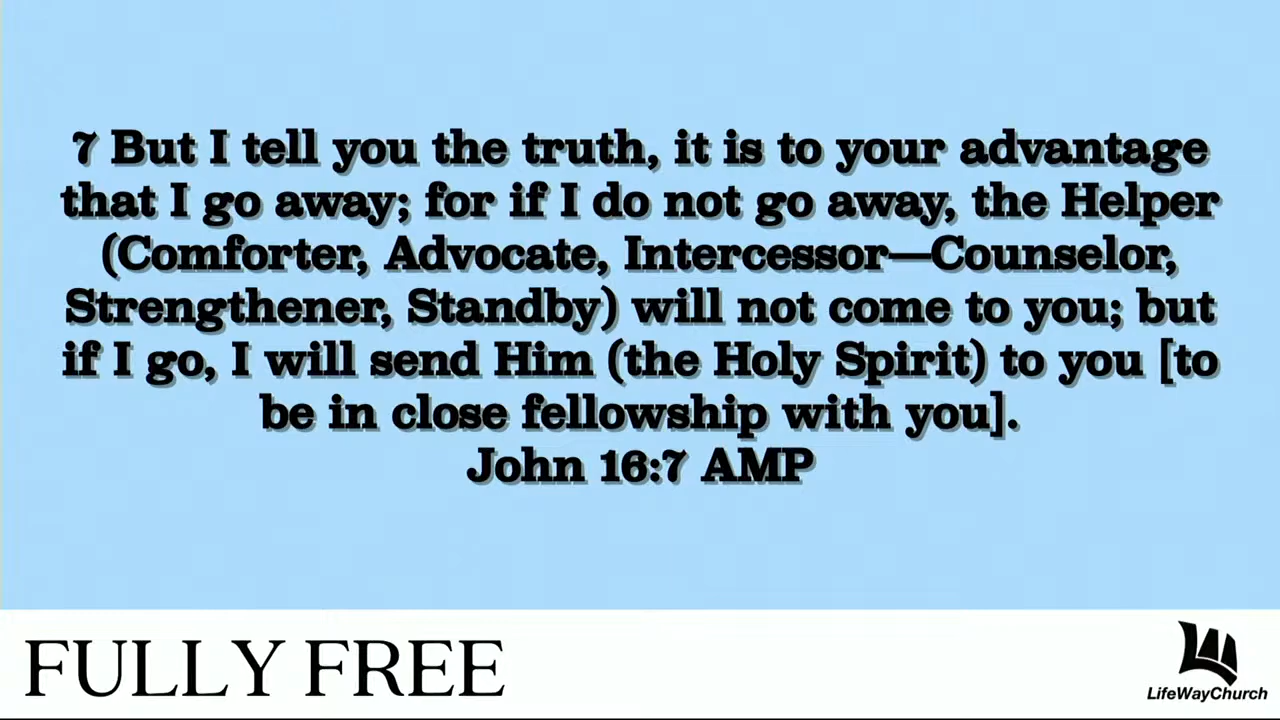 7 But I tell you the truth, it is to your advantage
that I go away; for if I do not go away, the Helper
(Comforter, Advocate, Intercessor—Counselor,
Strengthener, Standby) will not come to you; but
if I go, I will send Him (the Holy Spirit) to you [to
be in close fellowship with you].
John 16:7 AMP
FULLY FREE
LifeWayChurch